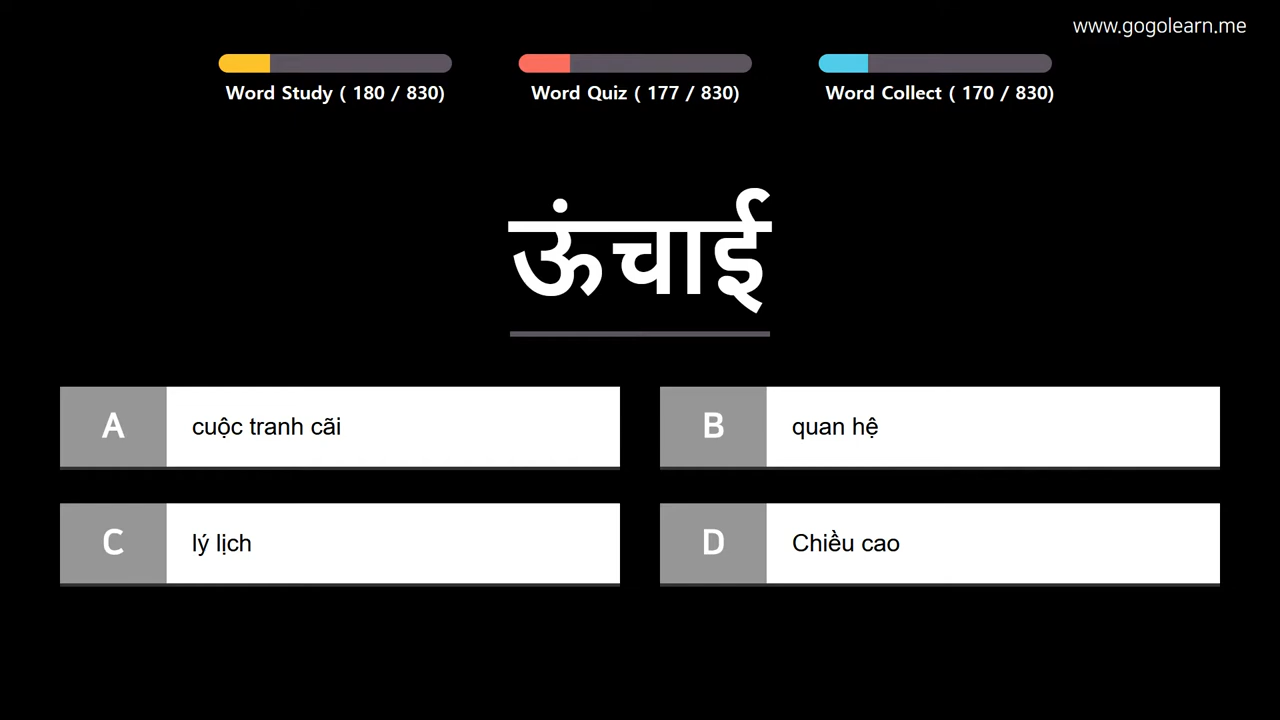 www.gogolearn.me
Word Study ( 180 / 830)
Word Quiz ( 177 / 830)
Word Collect ( 170 / 830)
ऊंचाई
A cuộc tranh cãi
B quan hệ
C lý lịch
D Chiều cao